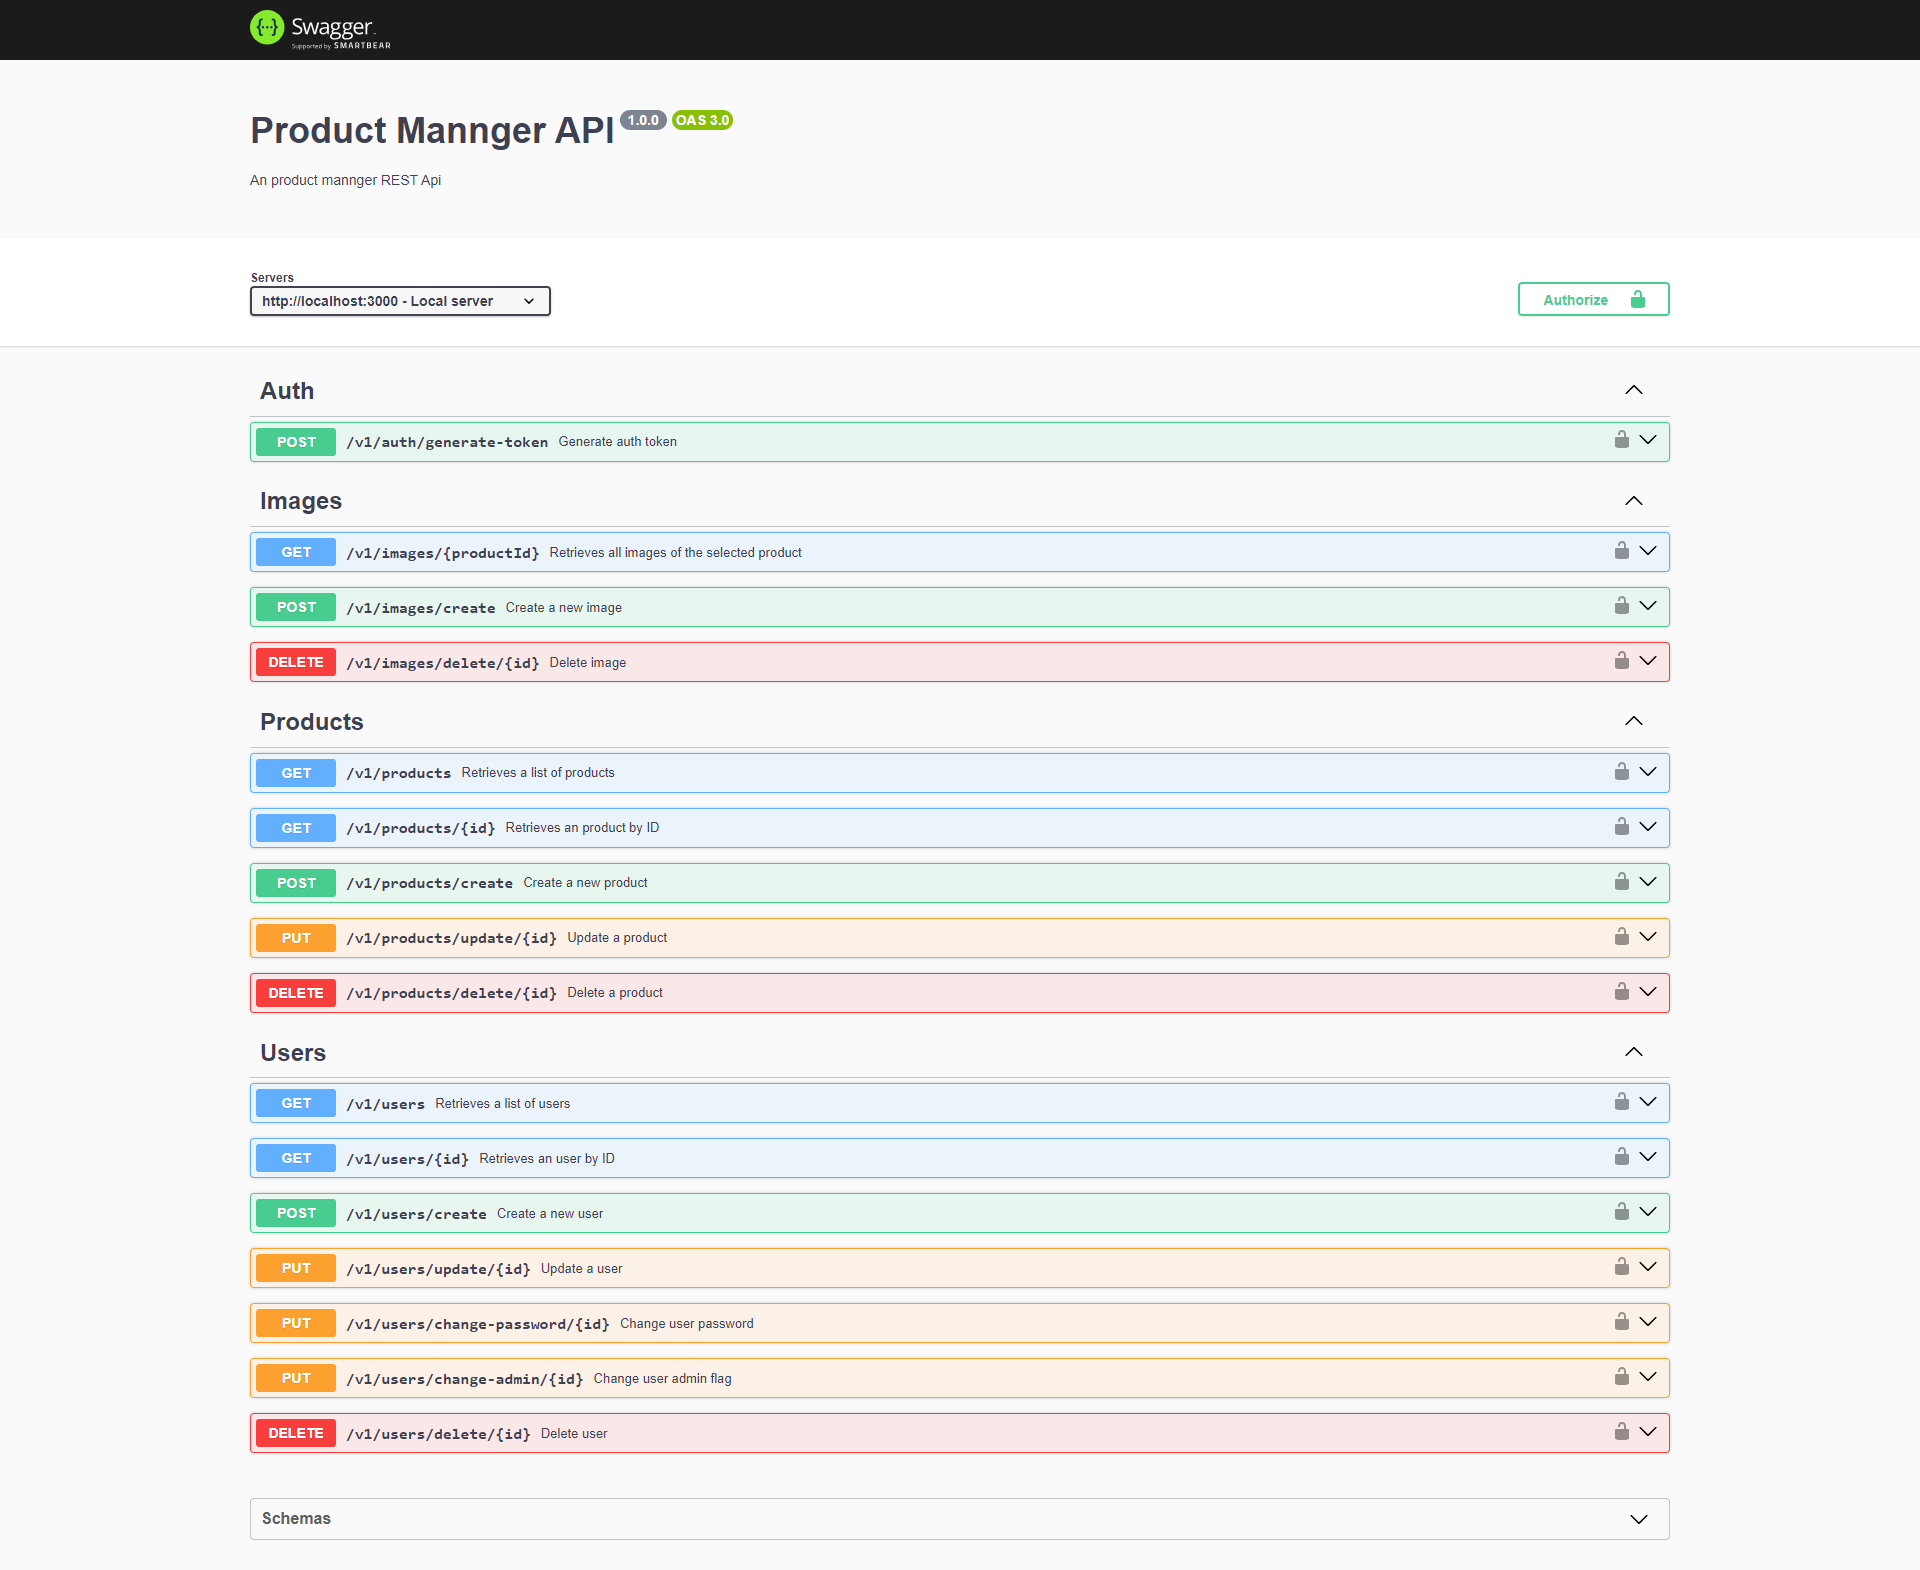 Swagger
Supported by SMARTBEAR
Product Mannger API 1.0.0 OAS 3.0
An product mannger REST Api
Servers
http://localhost:3000 - Local server
Authorize
Auth
POST /v1/auth/generate-token Generate auth token
Images
GET /v1/images/{productId} Retrieves all images of the selected product
POST /v1/images/create Create a new image
DELETE /v1/images/delete/{id} Delete image
Products
GET /v1/products Retrieves a list of products
GET /v1/products/{id} Retrieves an product by ID
POST /v1/products/create Create a new product
PUT /v1/products/update/{id} Update a product
DELETE /v1/products/delete/{id} Delete a product
Users
GET /v1/users Retrieves a list of users
GET /v1/users/{id} Retrieves an user by ID
POST /v1/users/create Create a new user
PUT /v1/users/update/{id} Update a user
PUT /v1/users/change-password/{id} Change user password
PUT /v1/users/change-admin/{id} Change user admin flag
DELETE /v1/users/delete/{id} Delete user
Schemas